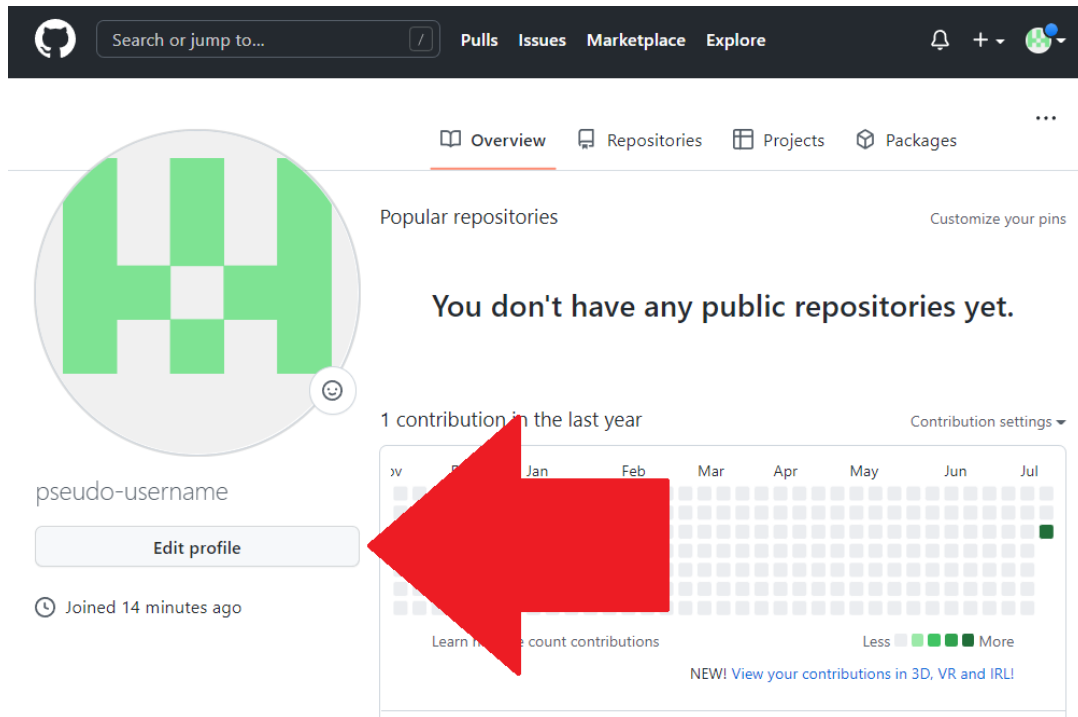 Search or jump to... /
Pulls Issues Marketplace Explore
Overview Repositories Projects Packages
Popular repositories
Customize your pins
You don't have any public repositories yet.
1 contribution in the last year
Contribution settings
Jan Feb Mar Apr May Jun Jul
Learn count contributions
Less More
NEW! View your contributions in 3D, VR and IRL!
pseudo-username
Edit profile
Joined 14 minutes ago